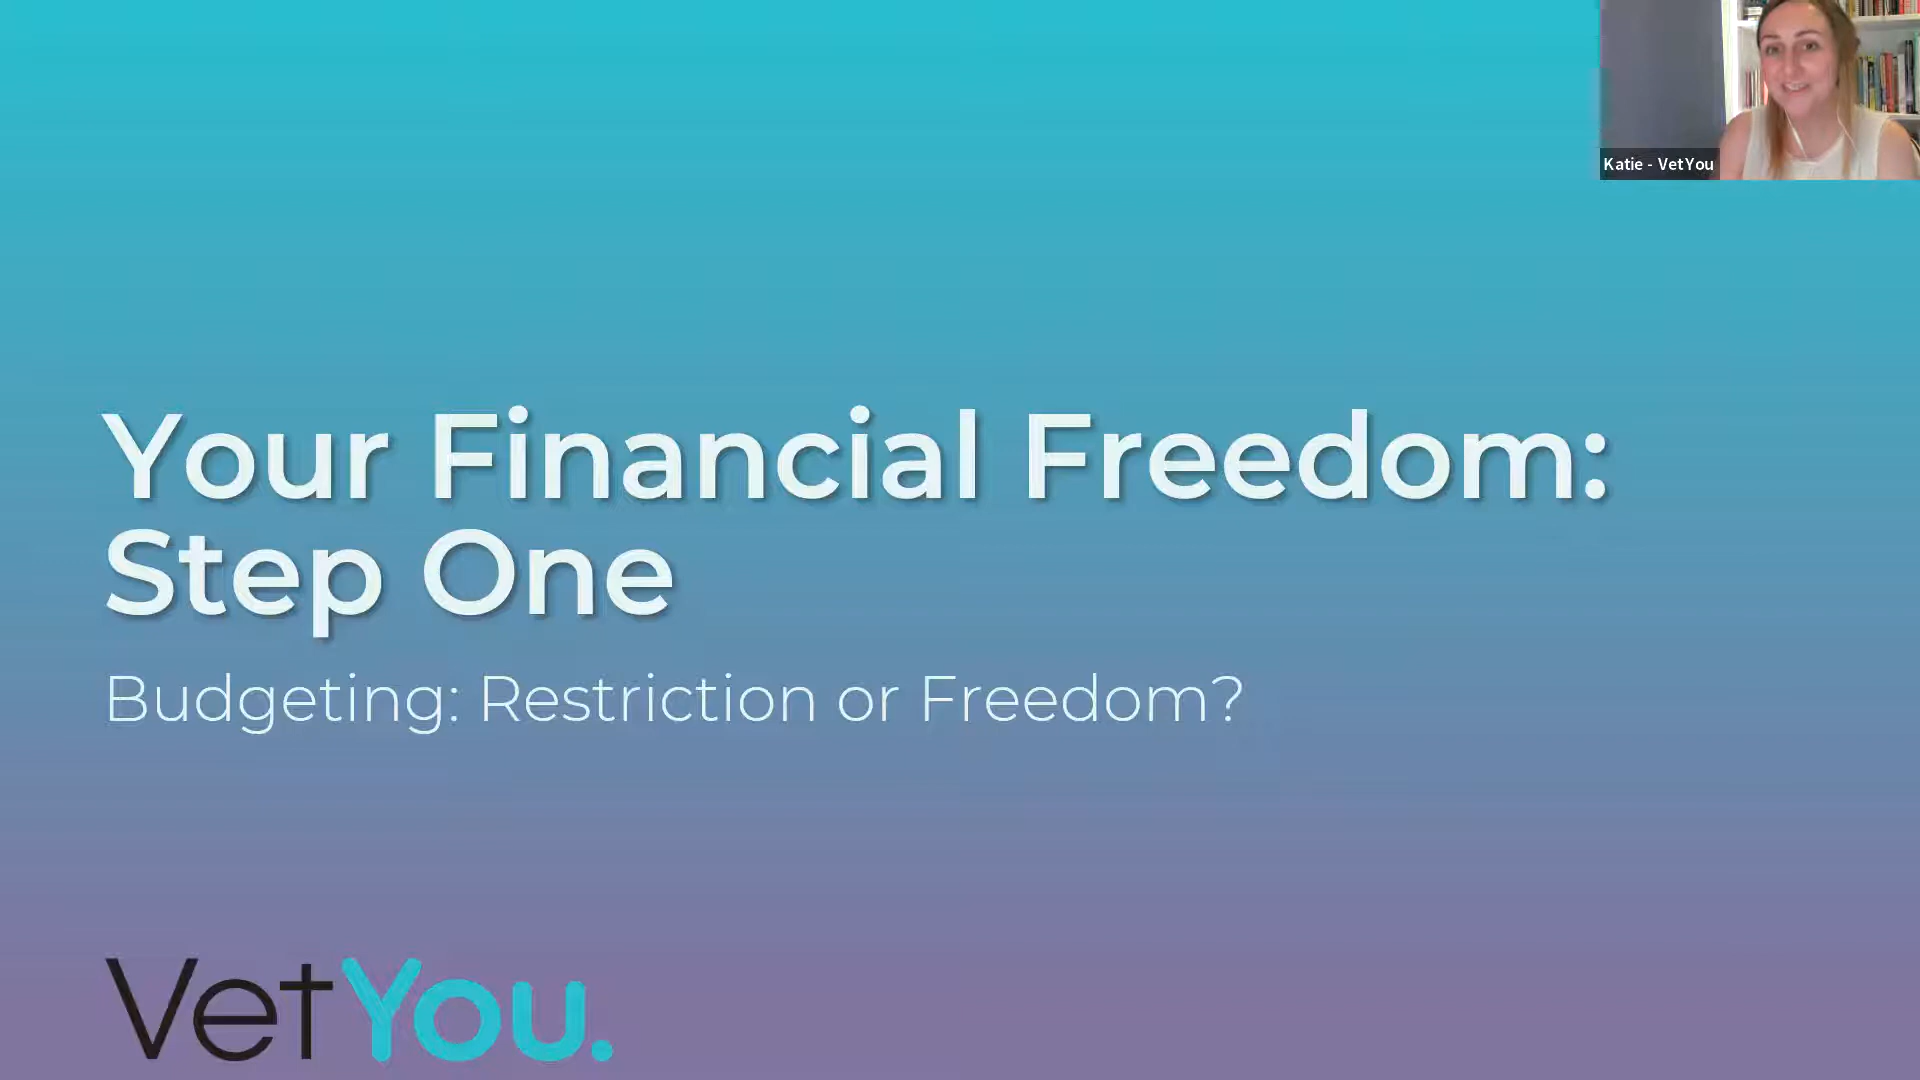 Katie - VetYou
Your Financial Freedom:
Step One
Budgeting: Restriction or Freedom?
VetYou.